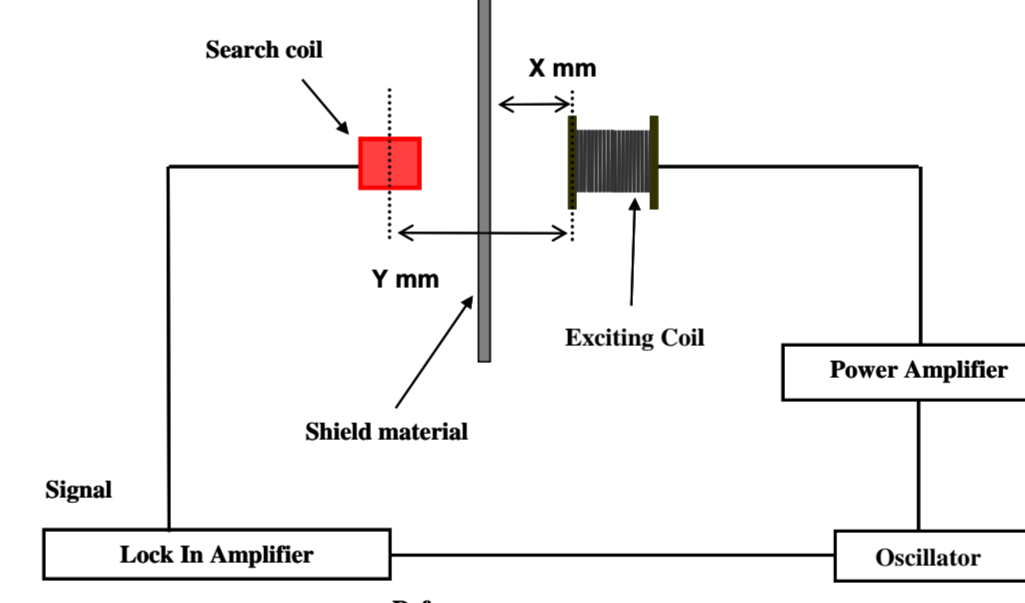 Search coil
X mm
Y mm
Exciting Coil
Power Amplifier
Shield material
Signal
Lock In Amplifier
Oscillator